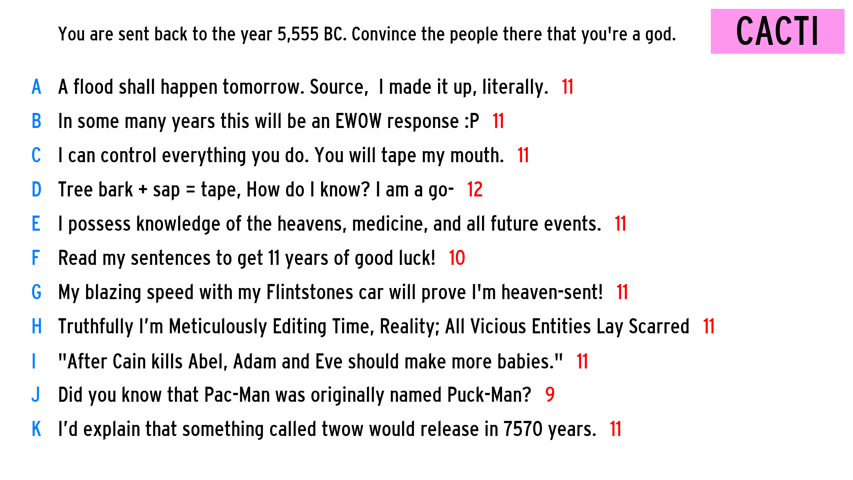 You are sent back to the year 5,555 BC. Convince the people there that you're a god.
CACTI
A A flood shall happen tomorrow. Source,  I made it up, literally. 11
B In some many years this will be an EWOW response :P 11
C I can control everything you do. You will tape my mouth. 11
D Tree bark + sap = tape, How do I know? I am a go- 12
E I possess knowledge of the heavens, medicine, and all future events. 11
F Read my sentences to get 11 years of good luck! 10
G My blazing speed with my Flintstones car will prove I'm heaven-sent! 11
H Truthfully I’m Meticulously Editing Time, Reality; All Vicious Entities Lay Scarred 11
I "After Cain kills Abel, Adam and Eve should make more babies." 11
J Did you know that Pac-Man was originally named Puck-Man? 9
K I’d explain that something called twow would release in 7570 years. 11